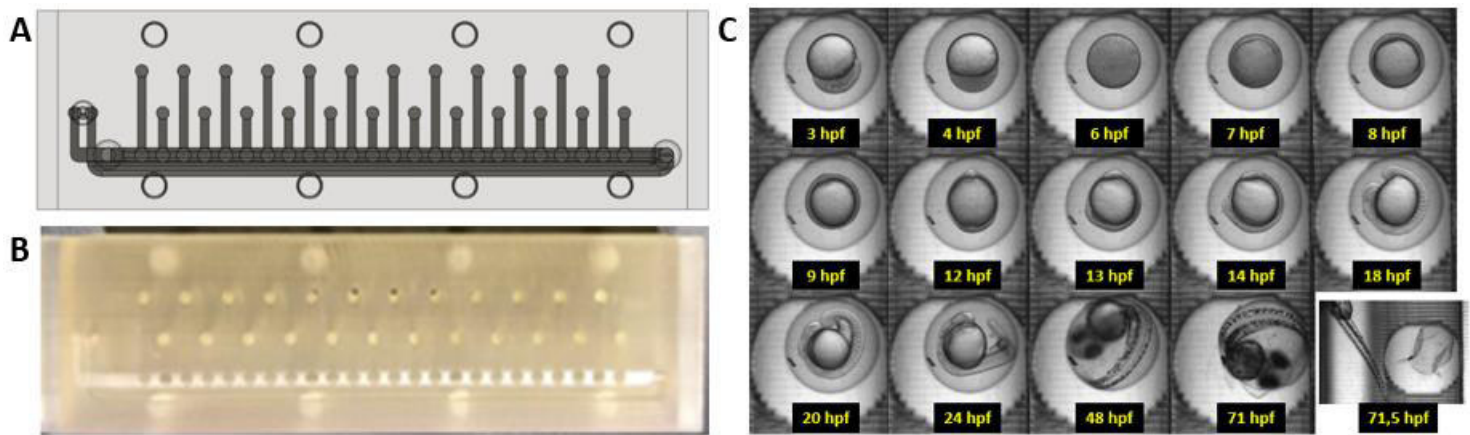 A
B
C
3 hpf
4 hpf
6 hpf
7 hpf
8 hpf
9 hpf
12 hpf
13 hpf
14 hpf
18 hpf
20 hpf
24 hpf
48 hpf
71 hpf
71,5 hpf